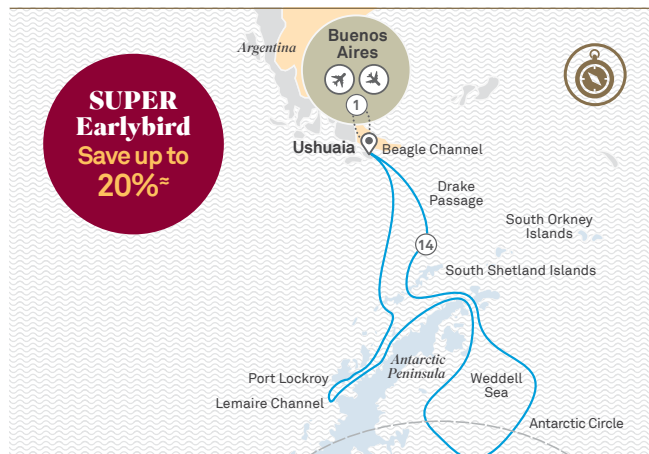 Argentina
Buenos
Aires
1
SUPER
Earlybird
Save up to
20%≈
Ushuaia
Beagle Channel
Drake
Passage
South Orkney
Islands
14
South Shetland Islands
Antarctic
Peninsula
Port Lockroy
Weddell
Sea
Lemaire Channel
Antarctic Circle